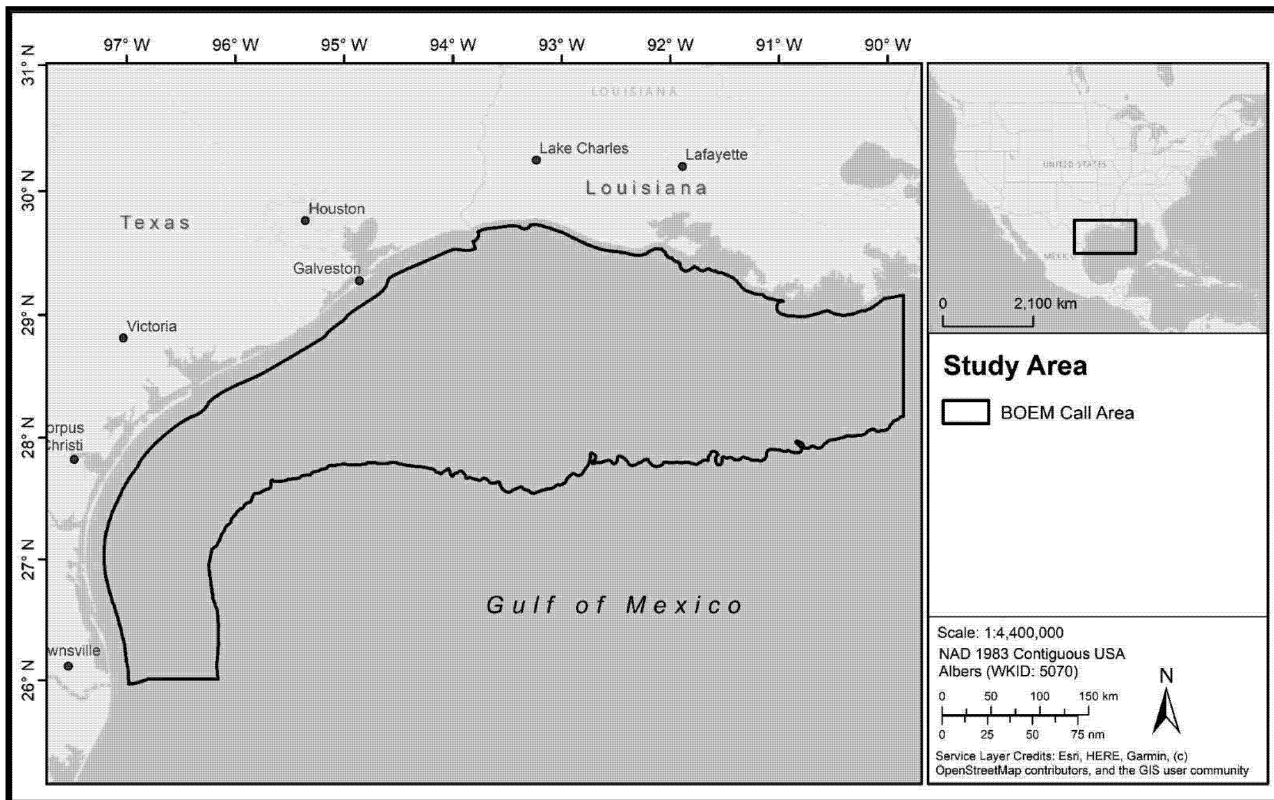 97° W 96° W 95° W 94° W 93° W 92° W 91° W 90° W
31° N
30° N
29° N
28° N
27° N
26° N
LOUISIANA
Lake Charles
Lafayette
Louisiana
Texas
Houston
Galveston
Victoria
orpus
Christi
wnsville
Gulf of Mexico
UNITED STATES
MEXICO
0 2,100 km
Study Area
BOEM Call Area
Scale: 1:4,400,000
NAD 1983 Contiguous USA
Albers (WKID: 5070)
N
0 50 100 150 km
0 25 50 75 nm
Service Layer Credits: Esri, HERE, Garmin, (c)
OpenStreetMap contributors, and the GIS user community